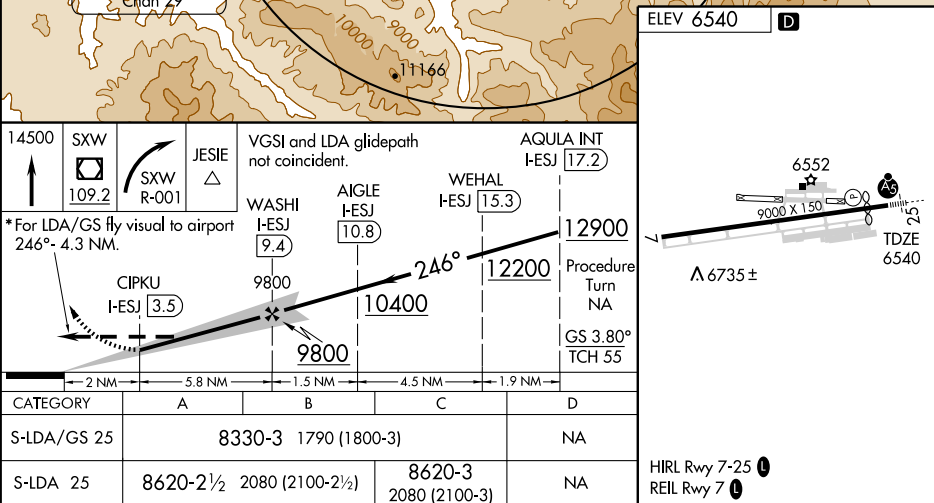 Chan 29
10000
9000
11166
ELEV 6540 D
14500
SXW
109.2
SXW
R-001
JESIE
VGSI and LDA glidepath
not coincident.
AQULA INT
I-ESJ 17.2
WEHAL
I-ESJ 15.3
AIGLE
I-ESJ
10.8
WASHI
I-ESJ
9.4
*For LDA/GS fly visual to airport
246°- 4.3 NM.
CIPKU
I-ESJ 3.5
9800
9800
10400
246°
12200
12900
Procedure
Turn
NA
GS 3.80°
TCH 55
2 NM
5.8 NM
1.5 NM
4.5 NM
1.9 NM
CATEGORY A B C D
S-LDA/GS 25 8330-3 1790 (1800-3) NA
S-LDA 25 8620-2½ 2080 (2100-2½) 8620-3 2080 (2100-3) NA
6552
P
A5
9000 X 150
7
25
TDZE
6540
6735 ±
HIRL Rwy 7-25 L
REIL Rwy 7 L